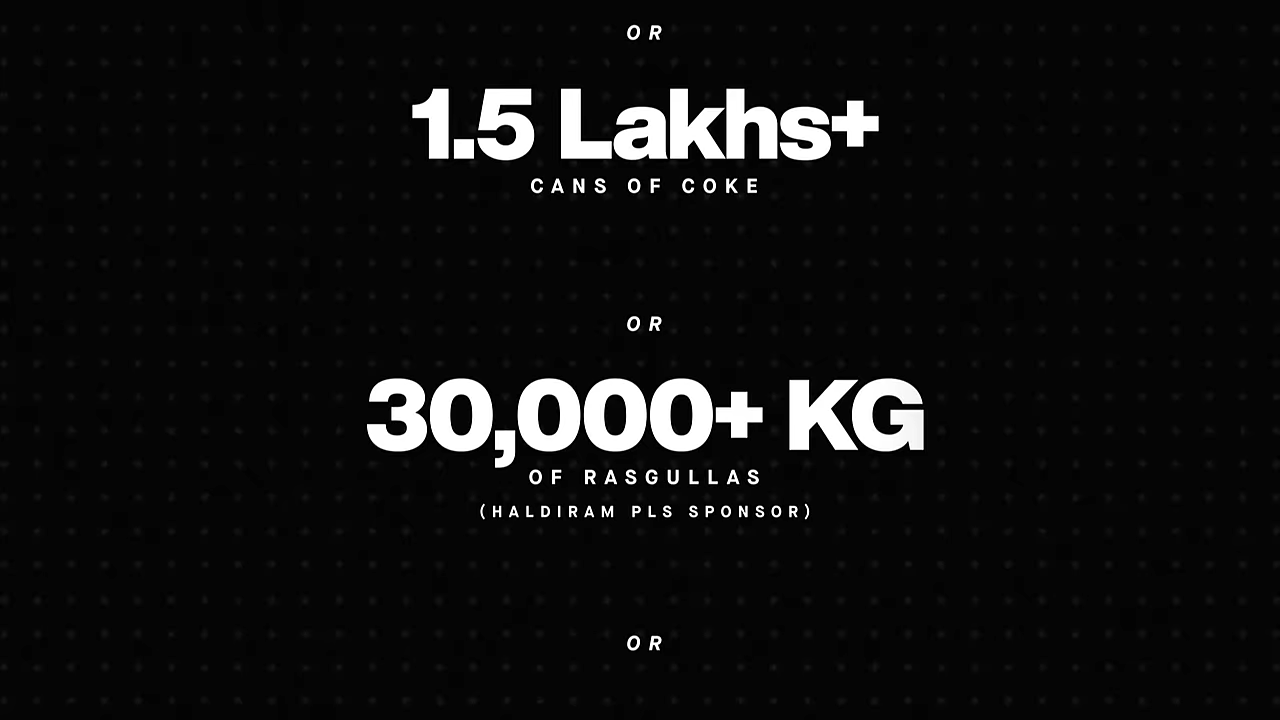 OR
1.5 Lakhs+
CANS OF COKE
OR
30,000+ KG
OF RASGULLAS
(HALDIRAM PLS SPONSOR)
OR